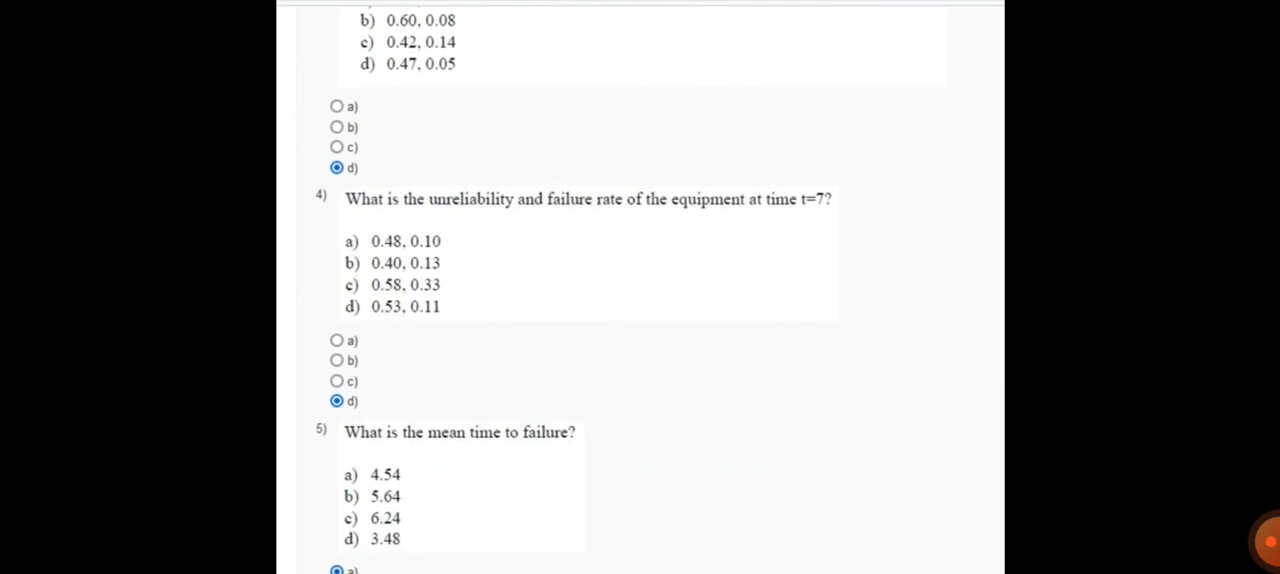 b) 0.60, 0.08
c) 0.42, 0.14
d) 0.47, 0.05
a)
b)
c)
d)
4) What is the unreliability and failure rate of the equipment at time t=7?
a) 0.48, 0.10
b) 0.40, 0.13
c) 0.58, 0.33
d) 0.53, 0.11
a)
b)
c)
d)
5) What is the mean time to failure?
a) 4.54
b) 5.64
c) 6.24
d) 3.48
a)